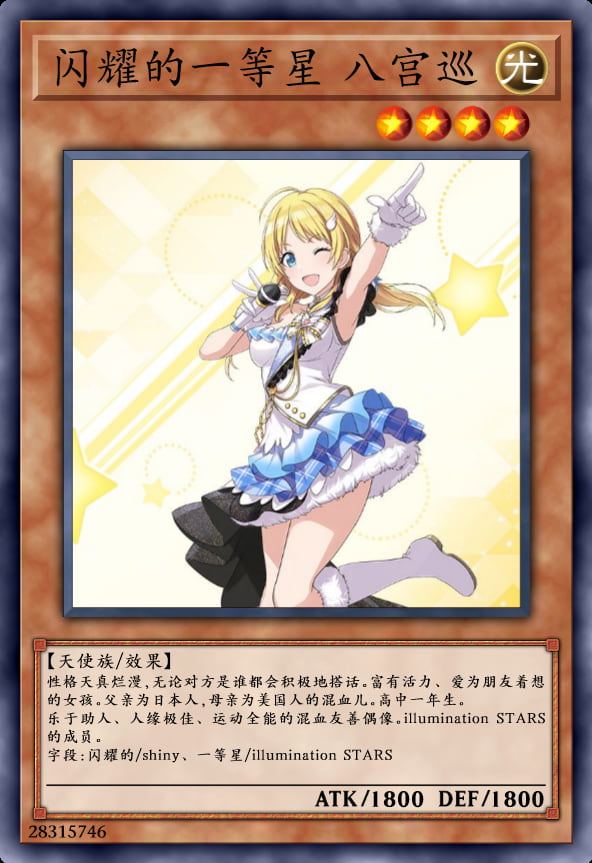 闪耀的一等星 八宫巡
光
【天使族/效果】
性格天真烂漫,无论对方是谁都会积极地搭话。富有活力、爱为朋友着想
的女孩。父亲为日本人,母亲为美国人的混血儿。高中一年生。
乐于助人、人缘极佳、运动全能的混血友善偶像。illumination STARS
的成员。
字段:闪耀的/shiny、一等星/illumination STARS
ATK/1800 DEF/1800
28315746